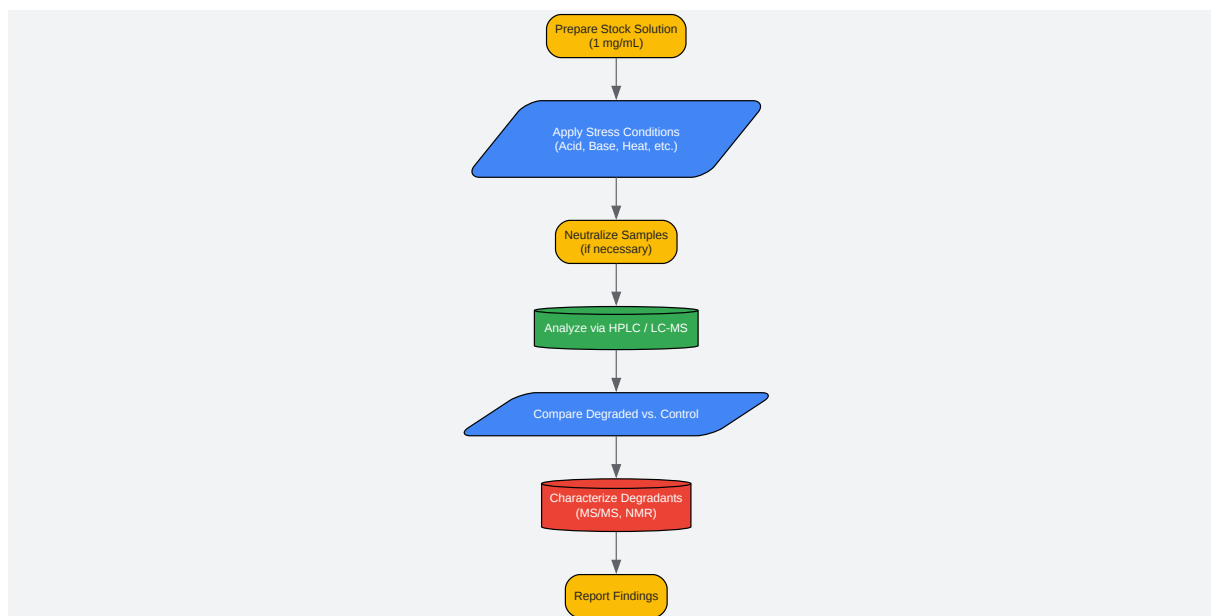 Prepare Stock Solution
(1 mg/mL)
Apply Stress Conditions
(Acid, Base, Heat, etc.)
Neutralize Samples
(if necessary)
Analyze via HPLC / LC-MS
Compare Degraded vs. Control
Characterize Degradants
(MS/MS, NMR)
Report Findings